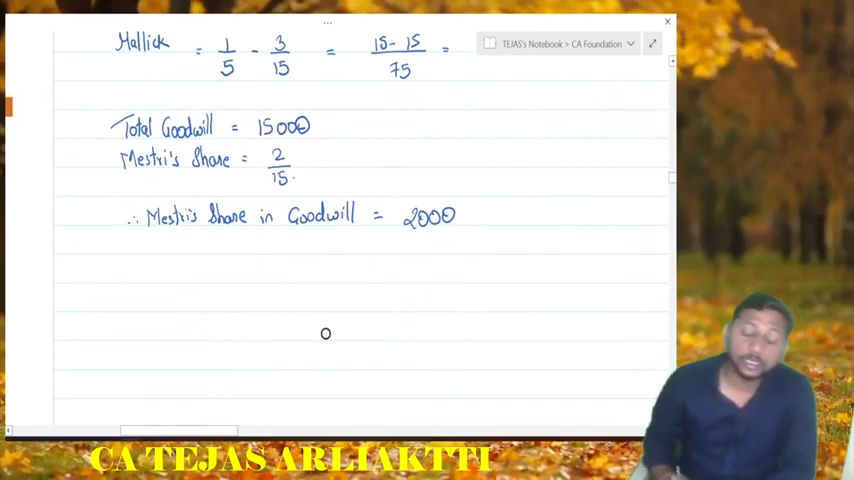 TEJAS's Notebook > CA Foundation
Mallick = 1/5 - 3/15 = 15-15/75 =
Total Goodwill = 15000
Mestri's Share = 2/15.
∴ Mestri's Share in Goodwill = 2000
CA TEJAS ARLIAKTTI